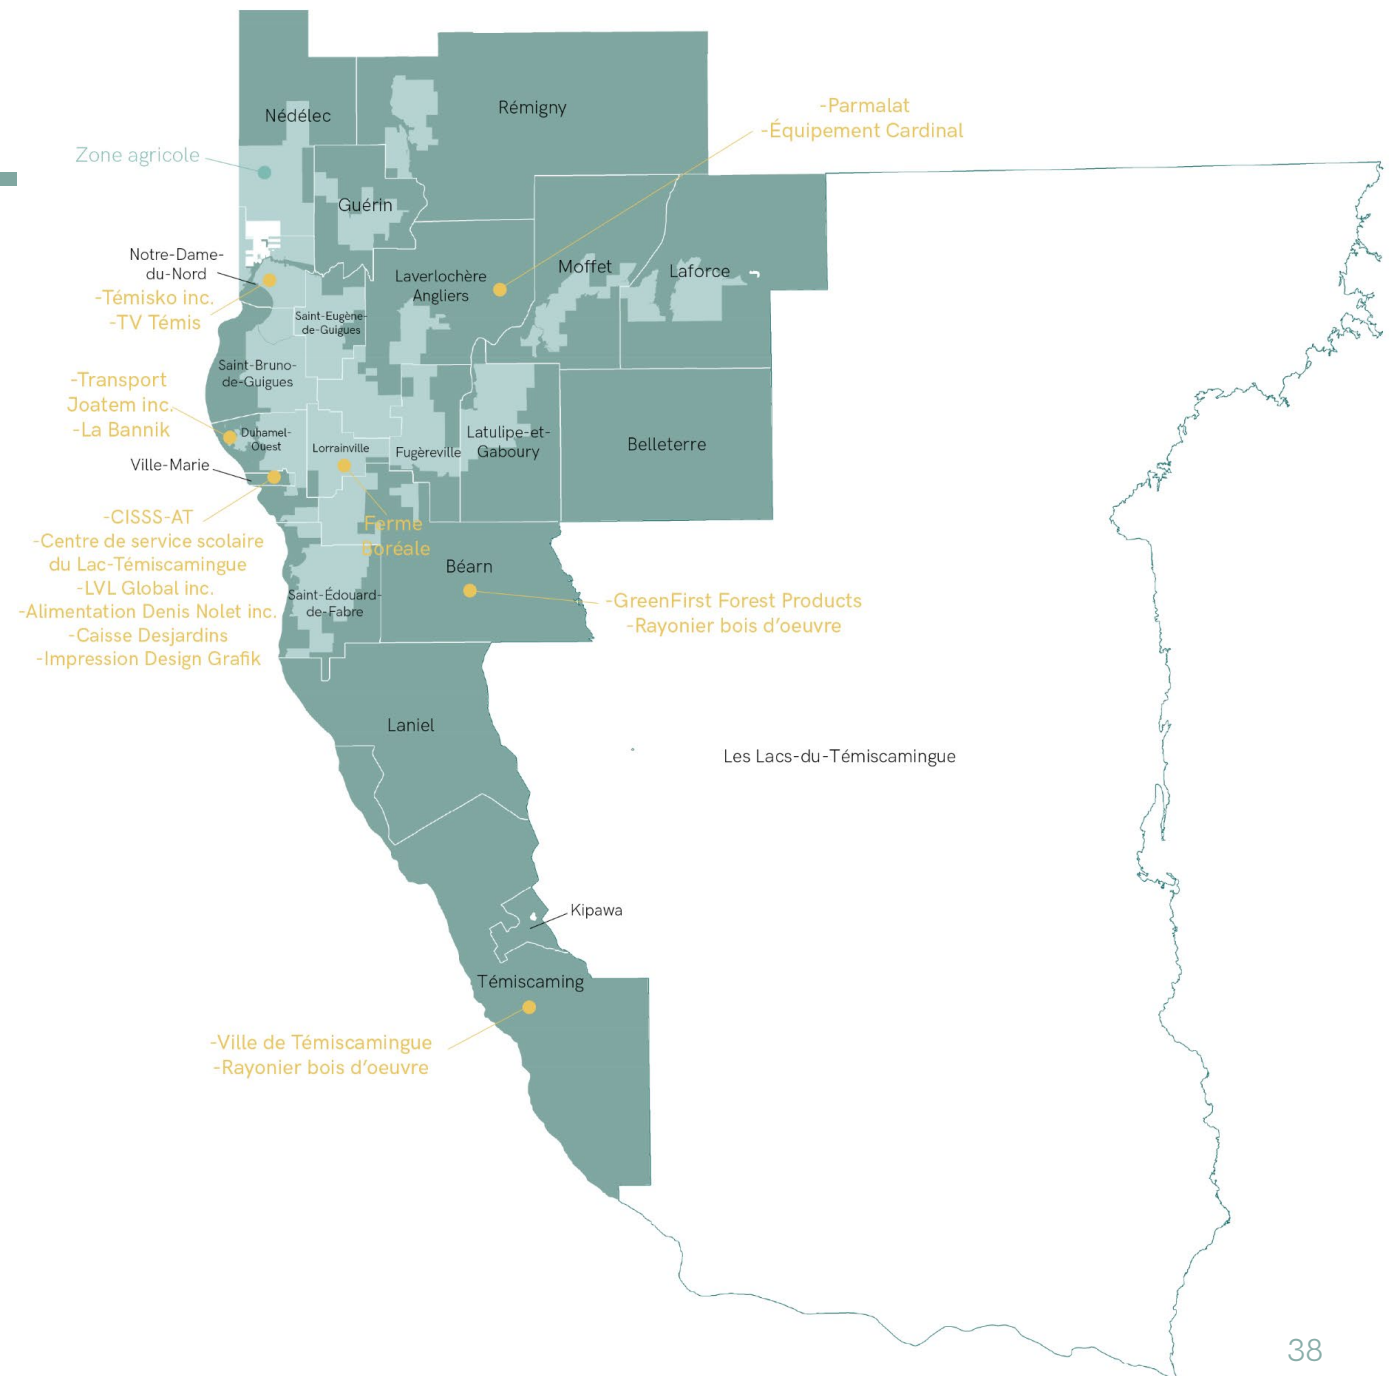 Nédélec
Rémigny
-Parmalat
-Équipement Cardinal
Zone agricole
Guérin
Notre-Dame-
du-Nord
-Témisko inc.
-TV Témis
Laverlochère
Angliers
Moffet
Laforce
Saint-Eugène-
de-Guigues
Saint-Bruno-
de-Guigues
-Transport
Joatem inc.
-La Bannik
Duhamel-
Ouest
Lorrainville
Fugèreville
Latulipe-et-
Gaboury
Belleterre
Ville-Marie
-CISSS-AT
-Centre de service scolaire
du Lac-Témiscamingue
-LVL Global inc.
-Alimentation Denis Nolet inc.
-Caisse Desjardins
-Impression Design Grafik
Ferme
Boréale
Béarn
Saint-Édouard-
de-Fabre
-GreenFirst Forest Products
-Rayonier bois d’oeuvre
Laniel
Les Lacs-du-Témiscamingue
Kipawa
Témiscaming
-Ville de Témiscamingue
-Rayonier bois d’oeuvre
38